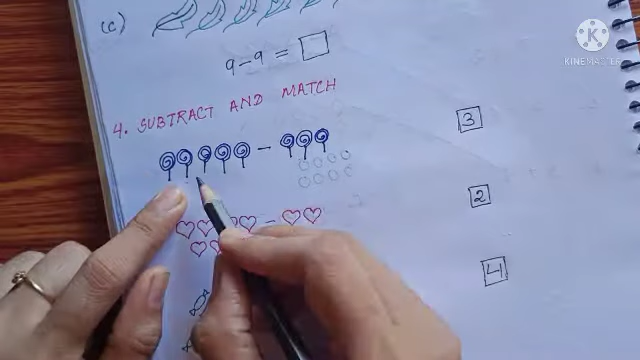 (c)
9-9 = 
4. SUBTRACT AND MATCH
-
3
2
-
4
KINEMASTER